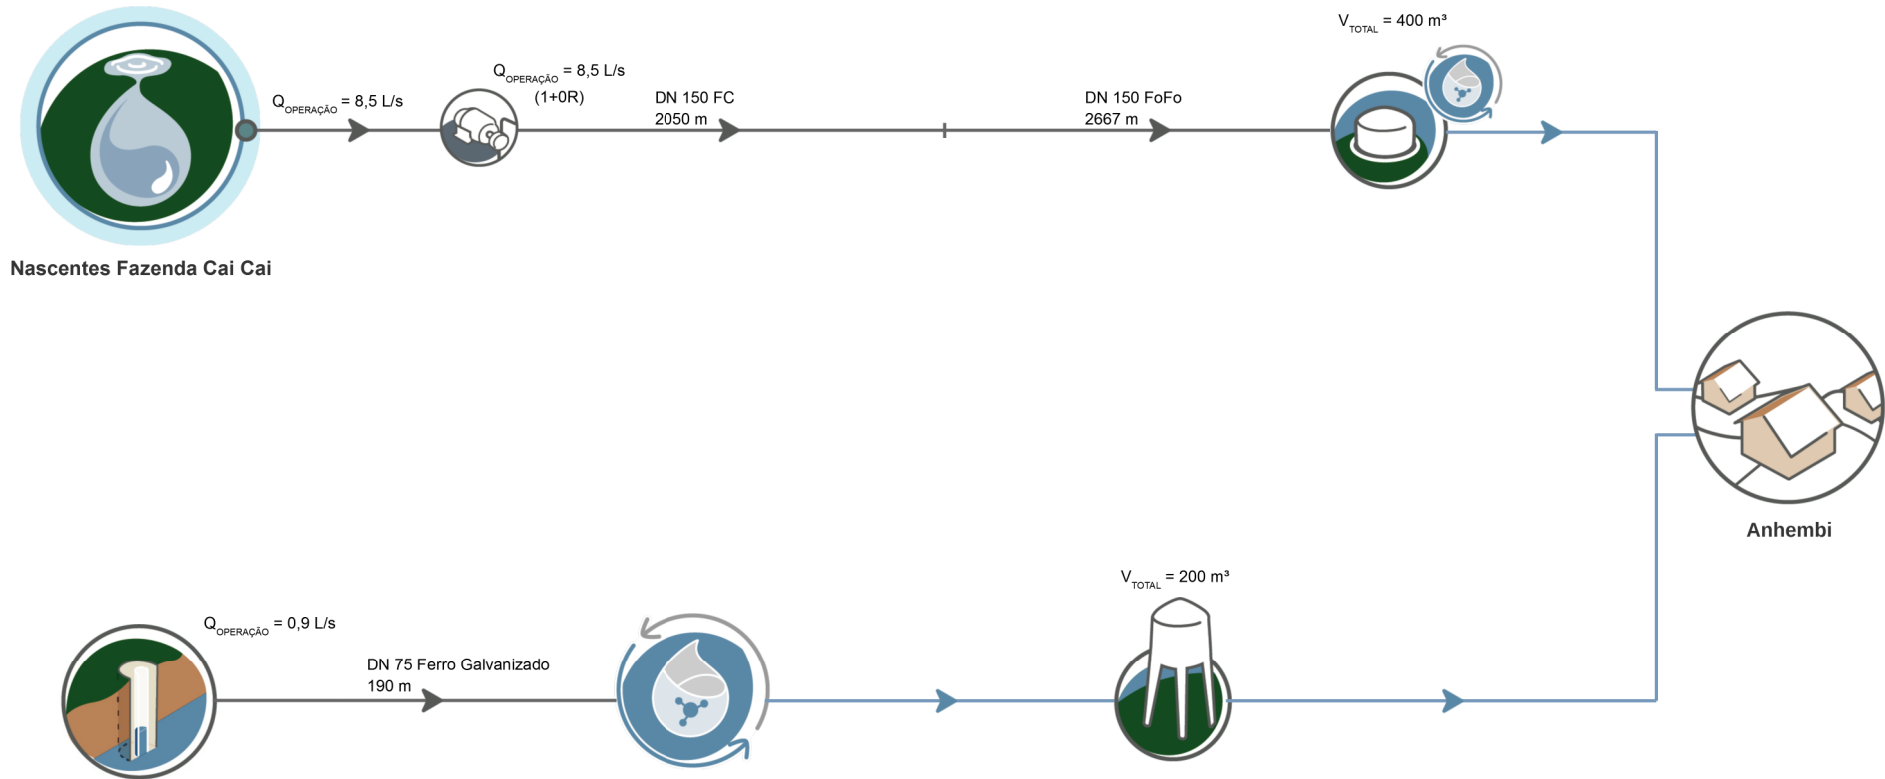 V TOTAL = 400 m³
Q OPERAÇÃO = 8,5 L/s
(1+0R)
Q OPERAÇÃO = 8,5 L/s
DN 150 FC
2050 m
DN 150 FoFo
2667 m
Nascentes Fazenda Cai Cai
Anhembi
V TOTAL = 200 m³
Q OPERAÇÃO = 0,9 L/s
DN 75 Ferro Galvanizado
190 m